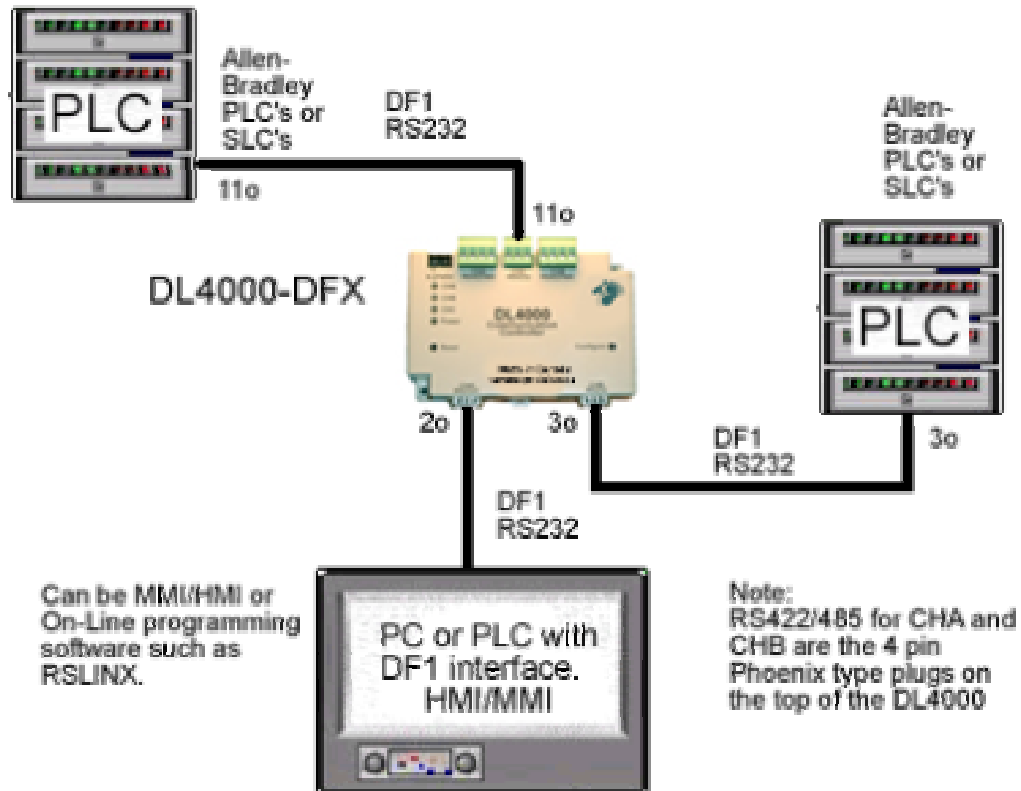 PLC
Allen-
Bradley
PLC's or
SLC's
DF1
RS232
11o
11o
DL4000-DFX
DL4000
2o
3o
Allen-
Bradley
PLC's or
SLC's
PLC
3o
DF1
RS232
DF1
RS232
Can be MMI/HMI or
On-Line programming
software such as
RSLINX.
PC or PLC with
DF1 interface.
HMI/MMI
Note:
RS422/485 for CHA and
CHB are the 4 pin
Phoenix type plugs on
the top of the DL4000